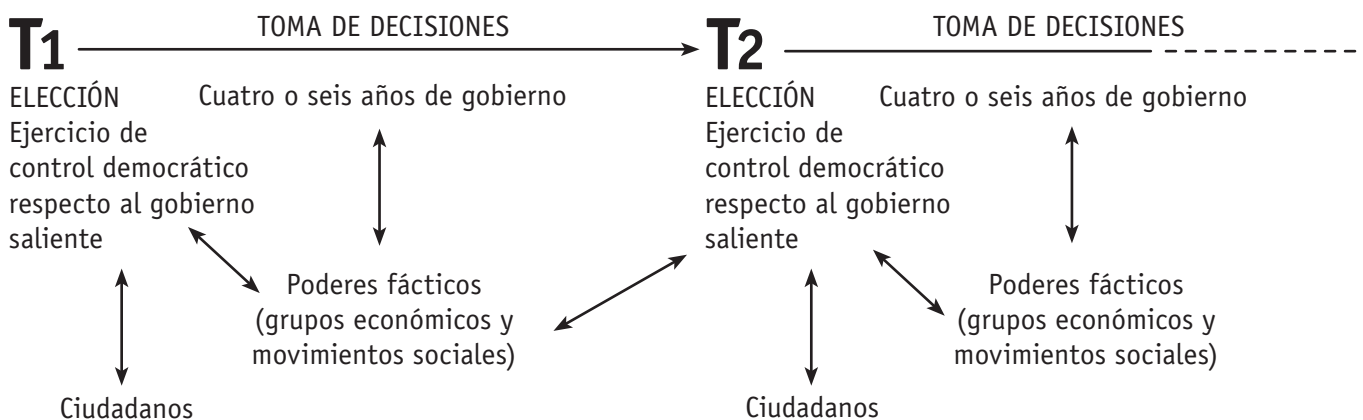 T1
TOMA DE DECISIONES
ELECCIÓN
Ejercicio de
control democrático
respecto al gobierno
saliente
Cuatro o seis años de gobierno
Poderes fácticos
(grupos económicos y
movimientos sociales)
Ciudadanos
T2
TOMA DE DECISIONES
ELECCIÓN
Ejercicio de
control democrático
respecto al gobierno
saliente
Cuatro o seis años de gobierno
Poderes fácticos
(grupos económicos y
movimientos sociales)
Ciudadanos